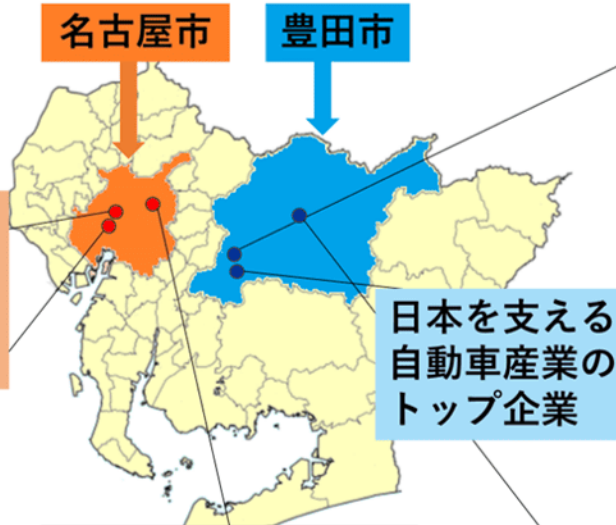 名古屋市
豊田市
日本を支える
自動車産業の
トップ企業